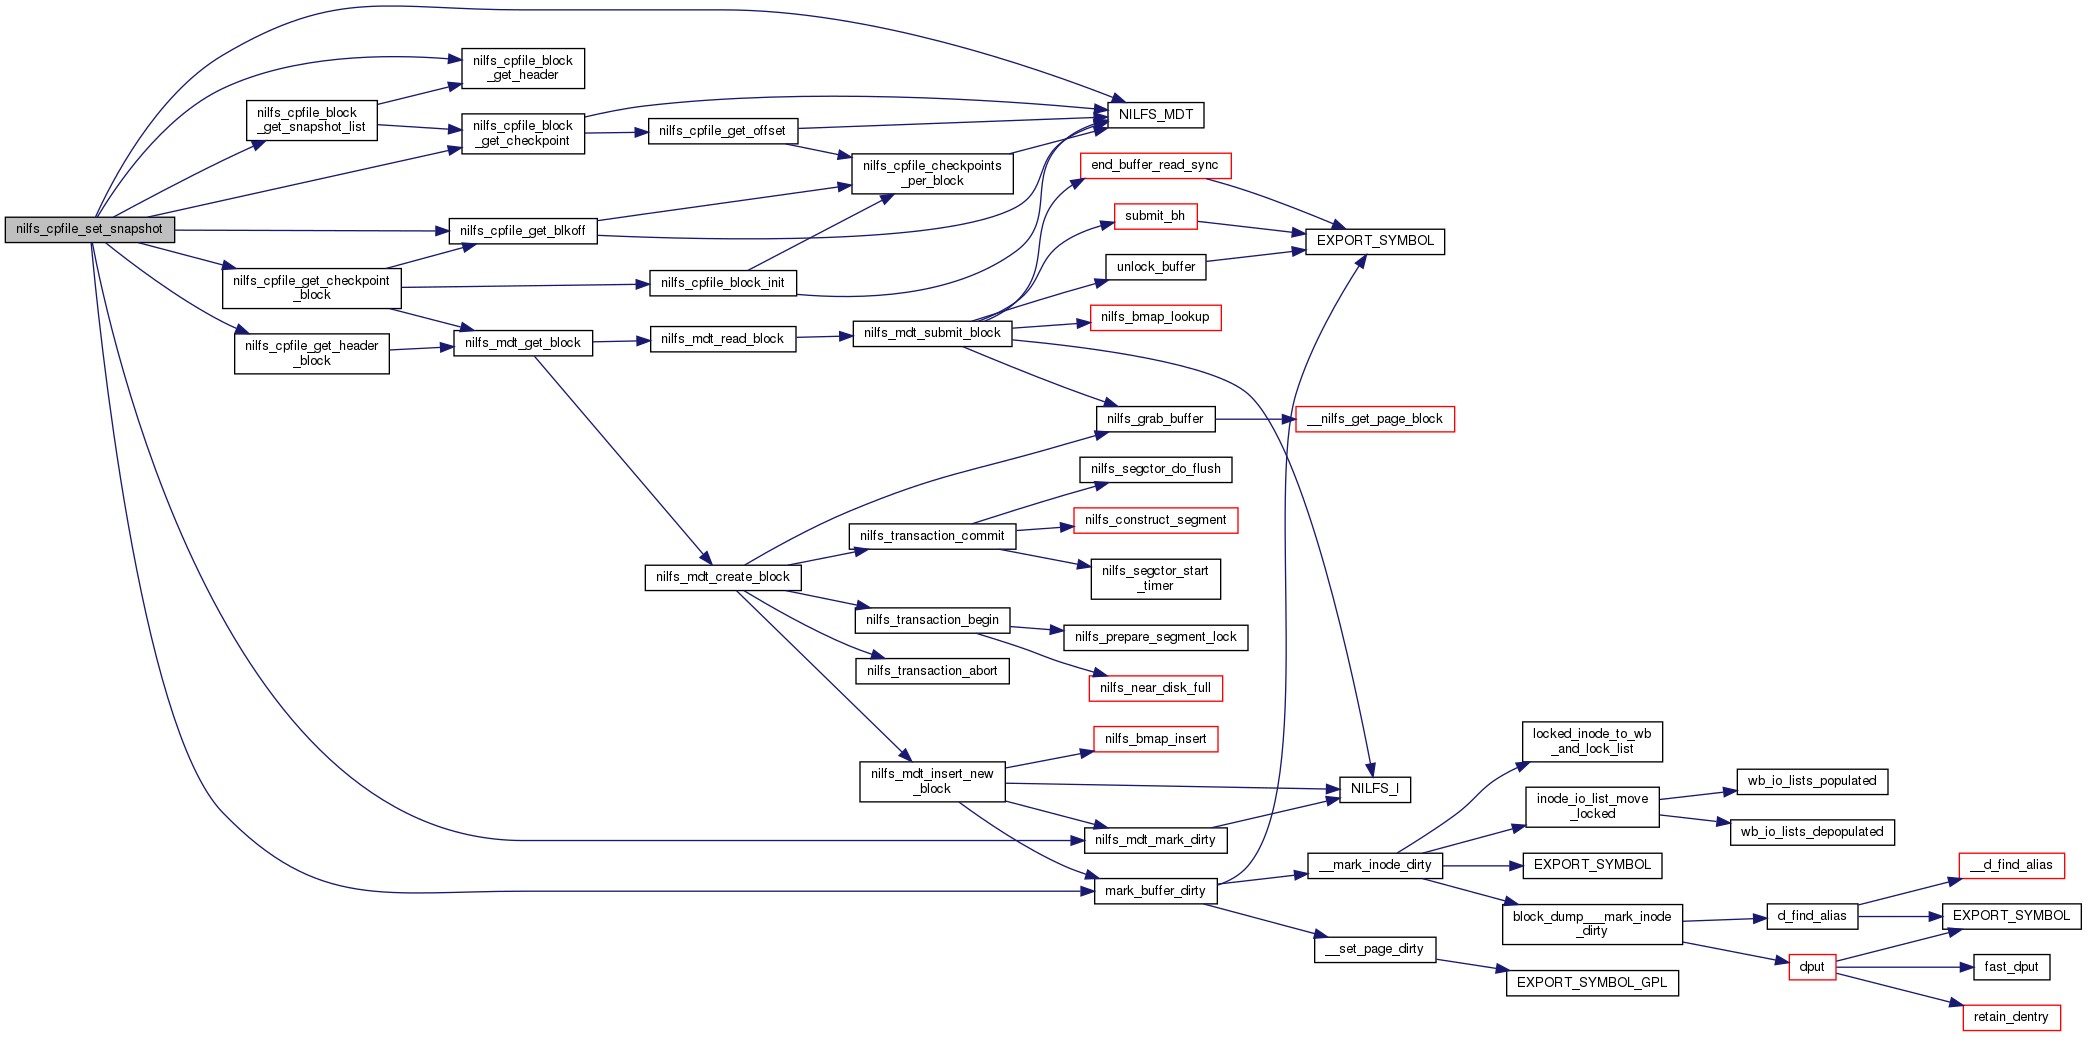 nilfs_cpfile_set_snapshot
nilfs_cpfile_block
_get_snapshot_list
nilfs_cpfile_get_checkpoint
_block
nilfs_cpfile_get_header
_block
nilfs_cpfile_block
_get_header
nilfs_cpfile_block
_get_checkpoint
nilfs_cpfile_get_blkoff
nilfs_mdt_get_block
nilfs_cpfile_get_offset
nilfs_cpfile_block_init
nilfs_mdt_read_block
nilfs_mdt_create_block
nilfs_cpfile_checkpoints
_per_block
nilfs_mdt_submit_block
nilfs_transaction_commit
nilfs_transaction_begin
nilfs_transaction_abort
nilfs_mdt_insert_new
_block
NILFS_MDT
end_buffer_read_sync
submit_bh
unlock_buffer
nilfs_bmap_lookup
nilfs_grab_buffer
nilfs_segctor_do_flush
nilfs_construct_segment
nilfs_segctor_start
_timer
nilfs_prepare_segment_lock
nilfs_near_disk_full
nilfs_bmap_insert
nilfs_mdt_mark_dirty
mark_buffer_dirty
EXPORT_SYMBOL
__nilfs_get_page_block
NILFS_I
__mark_inode_dirty
__set_page_dirty
locked_inode_to_wb
_and_lock_list
inode_io_list_move
_locked
EXPORT_SYMBOL
block_dump___mark_inode
_dirty
EXPORT_SYMBOL_GPL
wb_io_lists_populated
wb_io_lists_depopulated
d_find_alias
dput
__d_find_alias
EXPORT_SYMBOL
fast_dput
retain_dentry